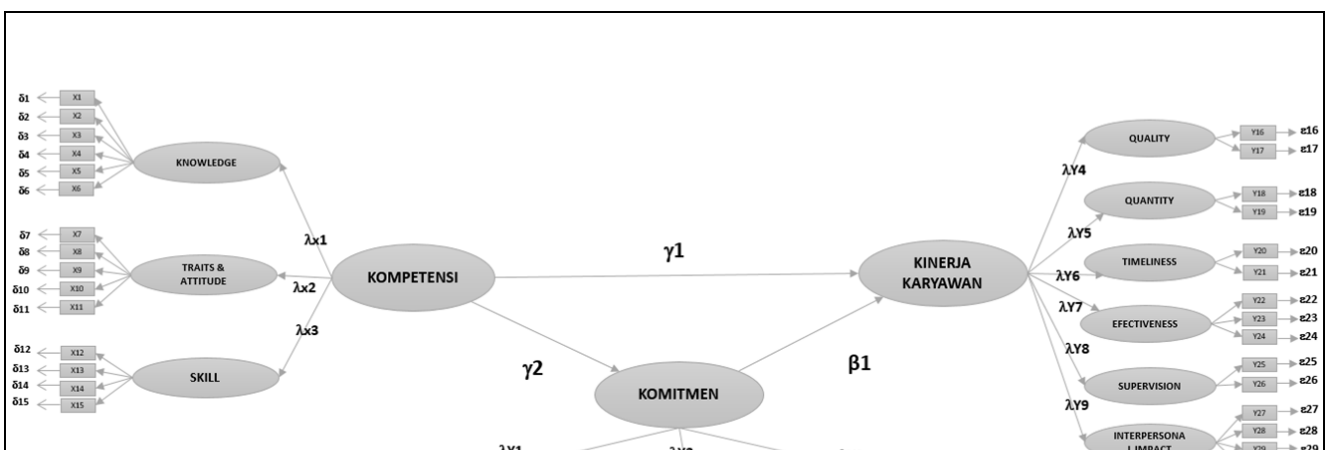 δ1 X1
δ2 X2
δ3 X3
δ4 X4
δ5 X5
δ6 X6
KNOWLEDGE
δ7 X7
δ8 X8
δ9 X9
δ10 X10
δ11 X11
TRAITS &
ATTITUDE
δ12 X12
δ13 X13
δ14 X14
δ15 X15
SKILL
λx1
λx2
λx3
KOMPETENSI
γ1
γ2
KOMITMEN
β1
KINERJA
KARYAWAN
λY4
λY5
λY6
λY7
λY8
λY9
QUALITY
Y16 ε16
Y17 ε17
QUANTITY
Y18 ε18
Y19 ε19
TIMELINESS
Y20 ε20
Y21 ε21
EFECTIVENESS
Y22 ε22
Y23 ε23
Y24 ε24
SUPERVISION
Y25 ε25
Y26 ε26
INTERPERSONA
L IMPACT
Y27 ε27
Y28 ε28
Y29 ε29